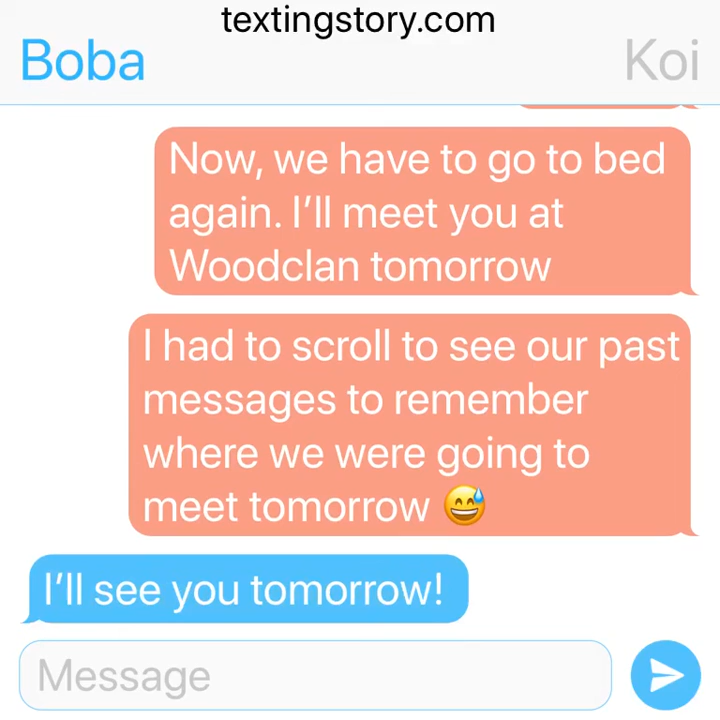 textingstory.com
Boba Koi
Now, we have to go to bed
again. I’ll meet you at
Woodclan tomorrow
I had to scroll to see our past
messages to remember
where we were going to
meet tomorrow 😅
I’ll see you tomorrow!
Message